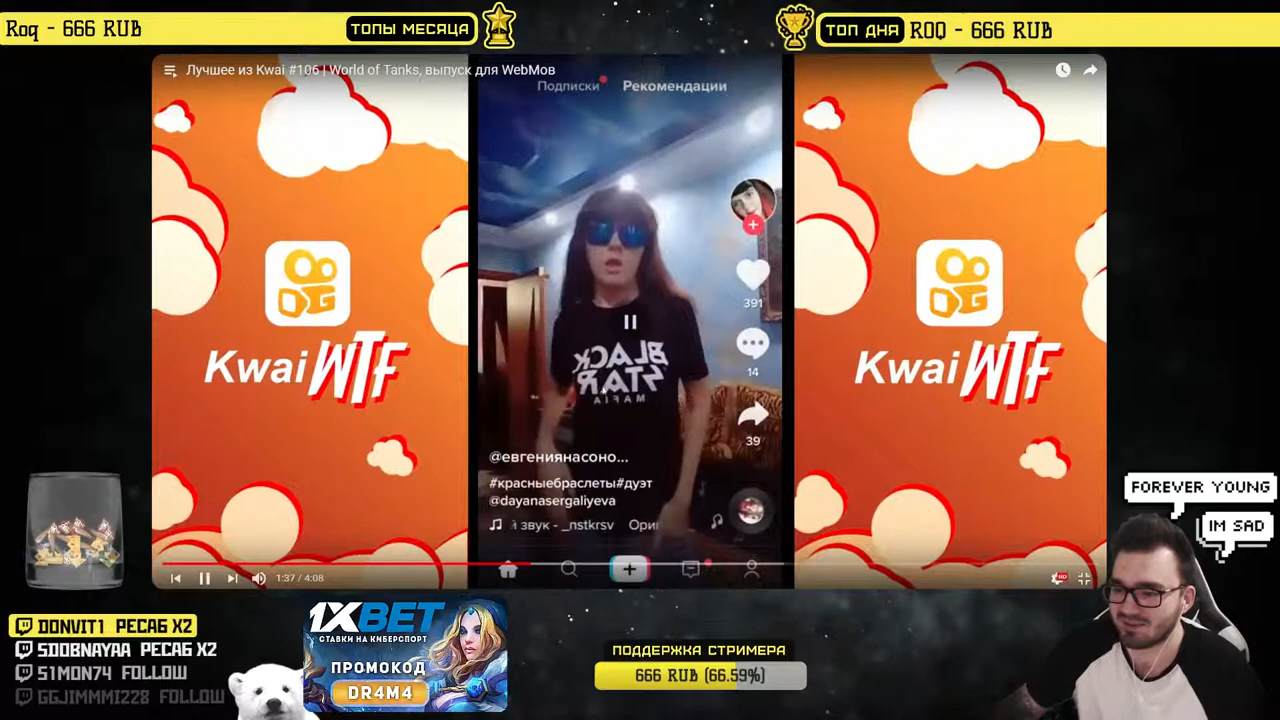 Roq - 666 RUB
ТОПЫ МЕСЯЦА
ТОП ДНЯ
ROQ - 666 RUB
Лучшее из Kwai #106 | World of Tanks, выпуск для WebМов
Подписки
Рекомендации
Kwai WTF
391
BLACK
STAR
MAFIA
14
39
Kwai WTF
@евгениянасоно...
#красныебраслеты#дуэт
@dayanasergaliyeva
й звук - _nstkrsv Ориг
1:37 / 4:08
HD
FOREVER YOUNG
IM SAD
DONVIT1 РЕСАБ X2
SDOBNAYAA РЕСАБ X2
S1MON74 FOLLOW
GGJIMMMI228 FOLLOW
1XBET
СТАВКИ НА КИБЕРСПОРТ
ПРОМОКОД
DR4M4
ПОДДЕРЖКА СТРИМЕРА
666 RUB (66.59%)